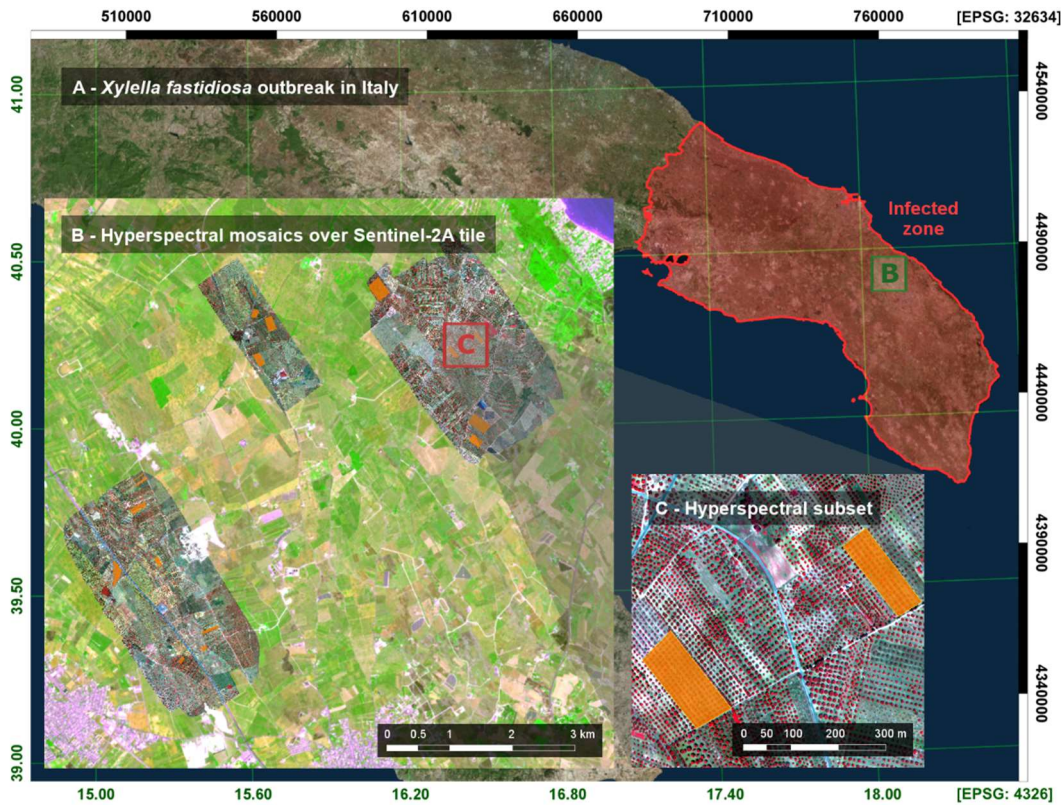 510000 560000 610000 660000 710000 760000 [EPSG: 32634]
A - Xylella fastidiosa outbreak in Italy
Infected
zone
B
B - Hyperspectral mosaics over Sentinel-2A tile
C
C - Hyperspectral subset
0 0.5 1 2 3 km
0 50 100 200 300 m
41.00
40.50
40.00
39.50
39.00
4540000
4490000
4440000
4390000
4340000
15.00 15.60 16.20 16.80 17.40 18.00 [EPSG: 4326]